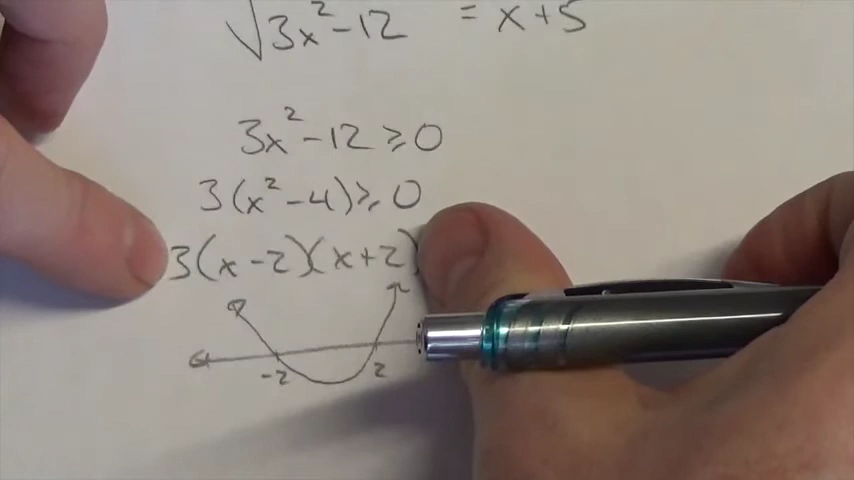 √3x²-12 = x+5
3x²-12 ≥ 0
3(x²-4) ≥ 0
3(x-2)(x+2)
-2 2